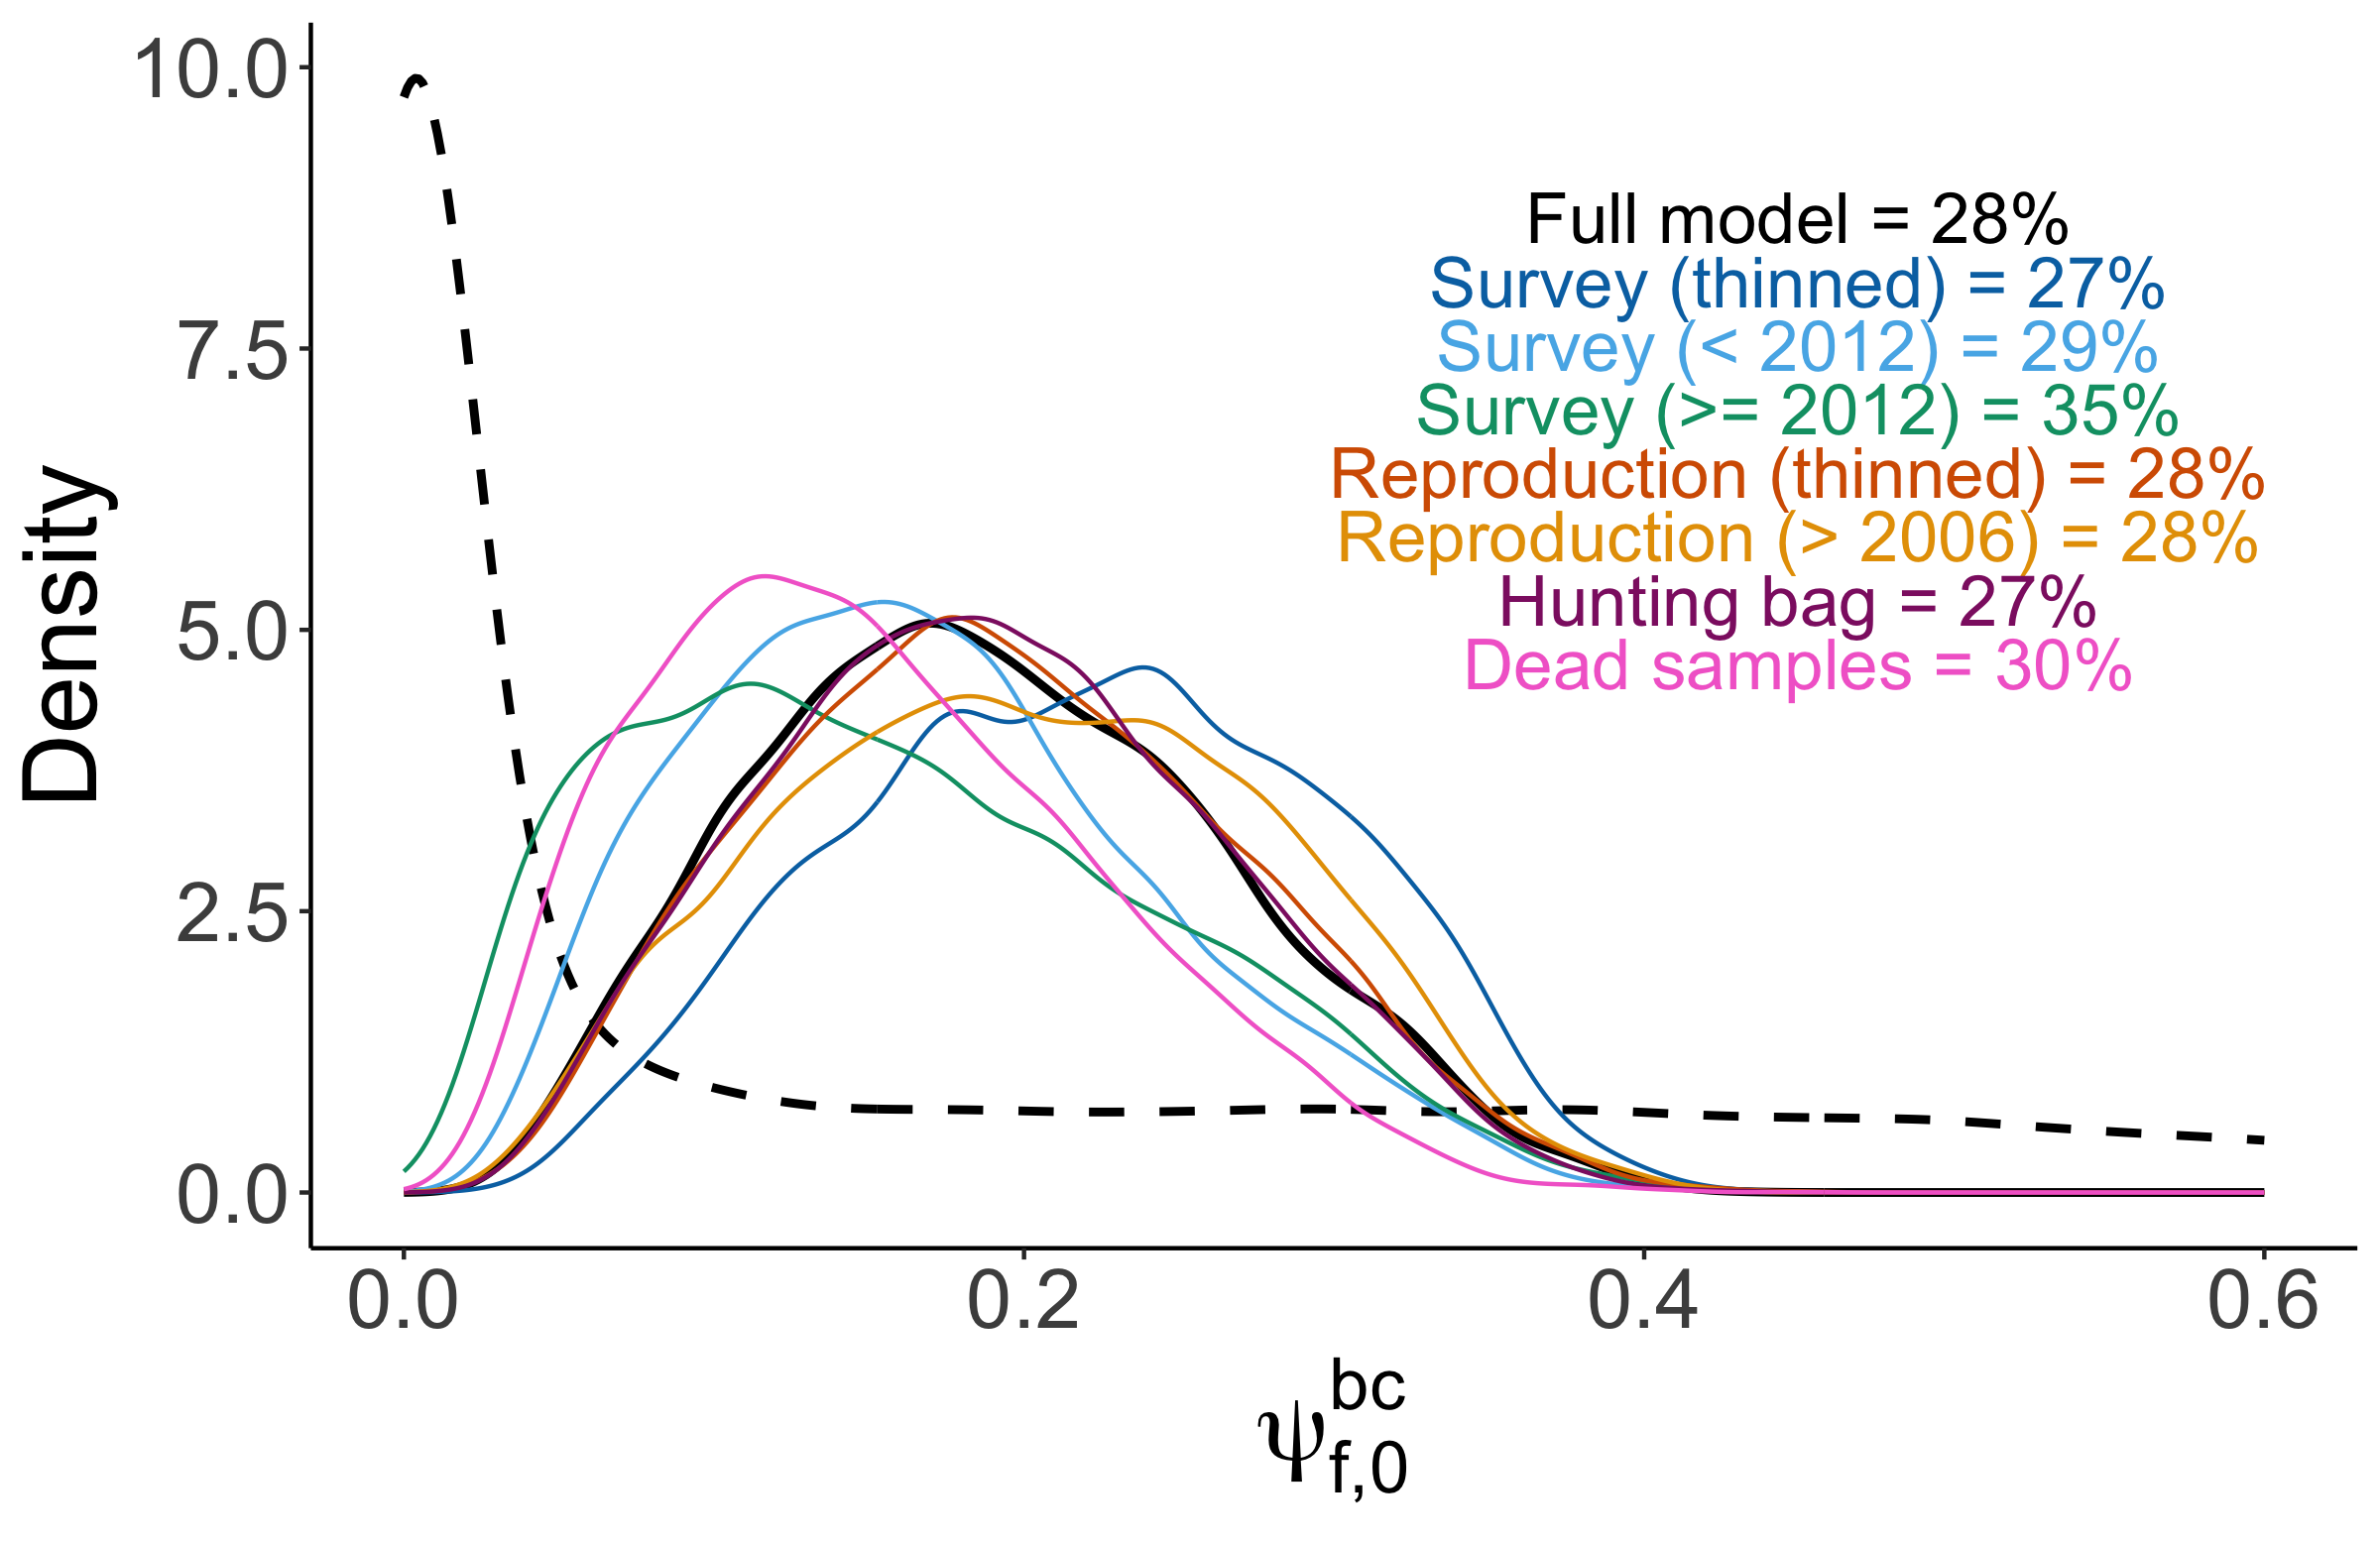 10.0
7.5
5.0
2.5
0.0
Density
Full model = 28%
Survey (thinned) = 27%
Survey (< 2012) = 29%
Survey (>= 2012) = 35%
Reproduction (thinned) = 28%
Reproduction (> 2006) = 28%
Hunting bag = 27%
Dead samples = 30%
0.0 0.2 0.4 0.6
ψ bc f,0